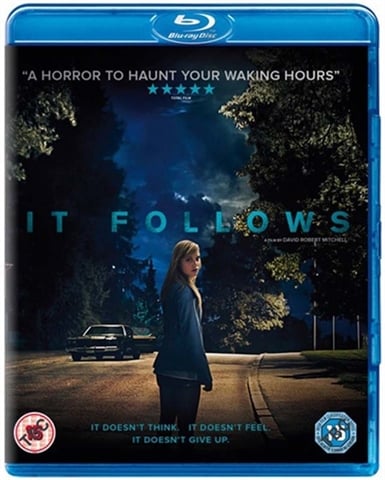 Blu-ray Disc
"A HORROR TO HAUNT YOUR WAKING HOURS"
TOTAL FILM
IT FOLLOWS
A FILM BY DAVID ROBERT MITCHELL
IT DOESN'T THINK. IT DOESN'T FEEL.
IT DOESN'T GIVE UP.
15
TBC